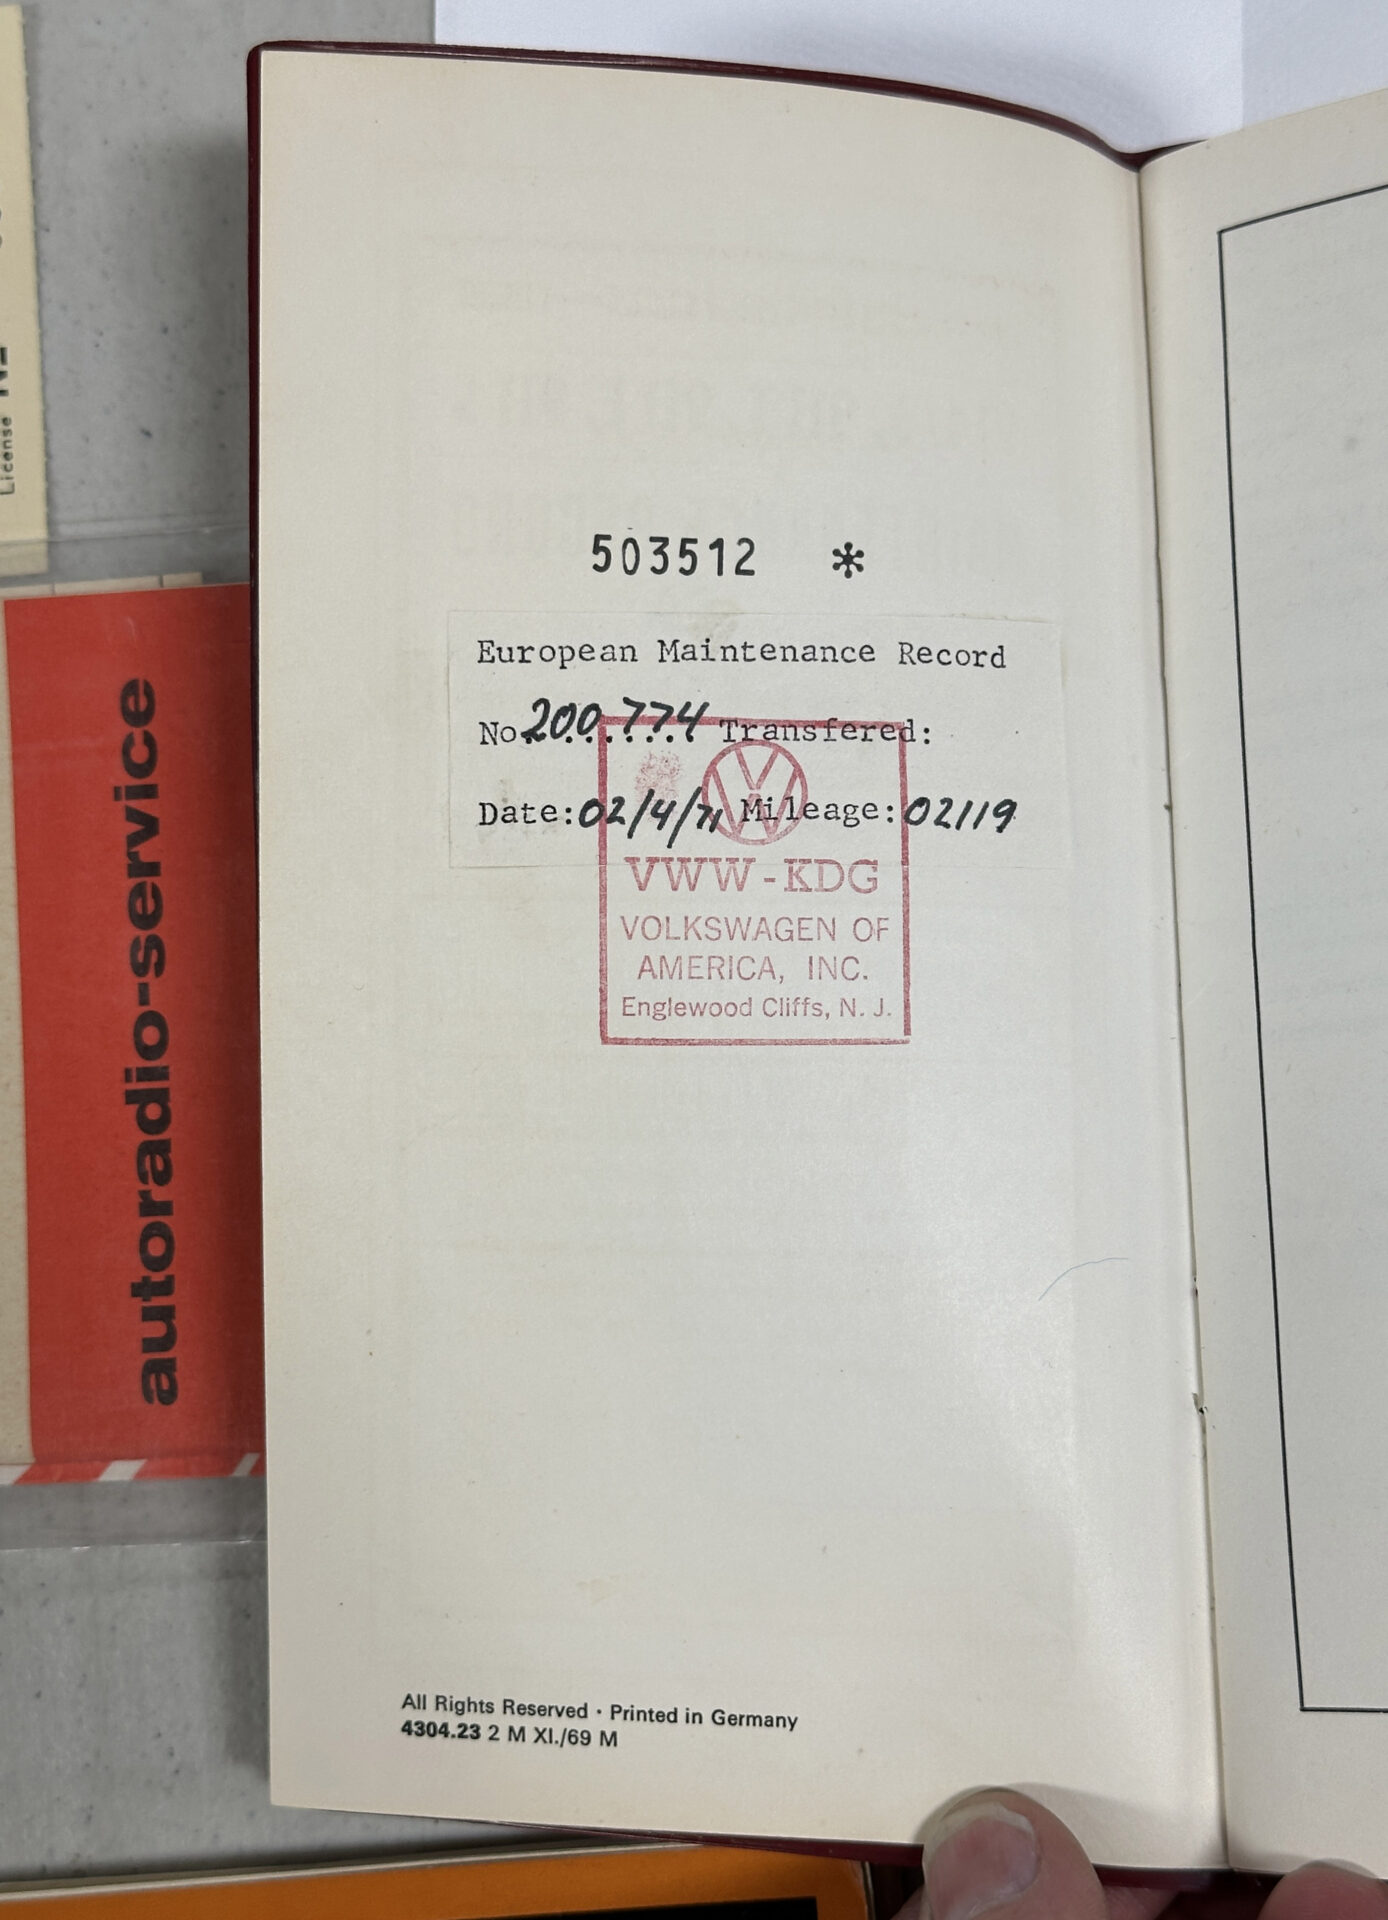 503512 *
European Maintenance Record
No.200.774 Transfered:
Date:02/4/71 Mileage:02119
VWW-KDG
VOLKSWAGEN OF
AMERICA, INC.
Englewood Cliffs, N. J.
All Rights Reserved · Printed in Germany
4304.23 2 M XI./69 M
autoradio-service
License